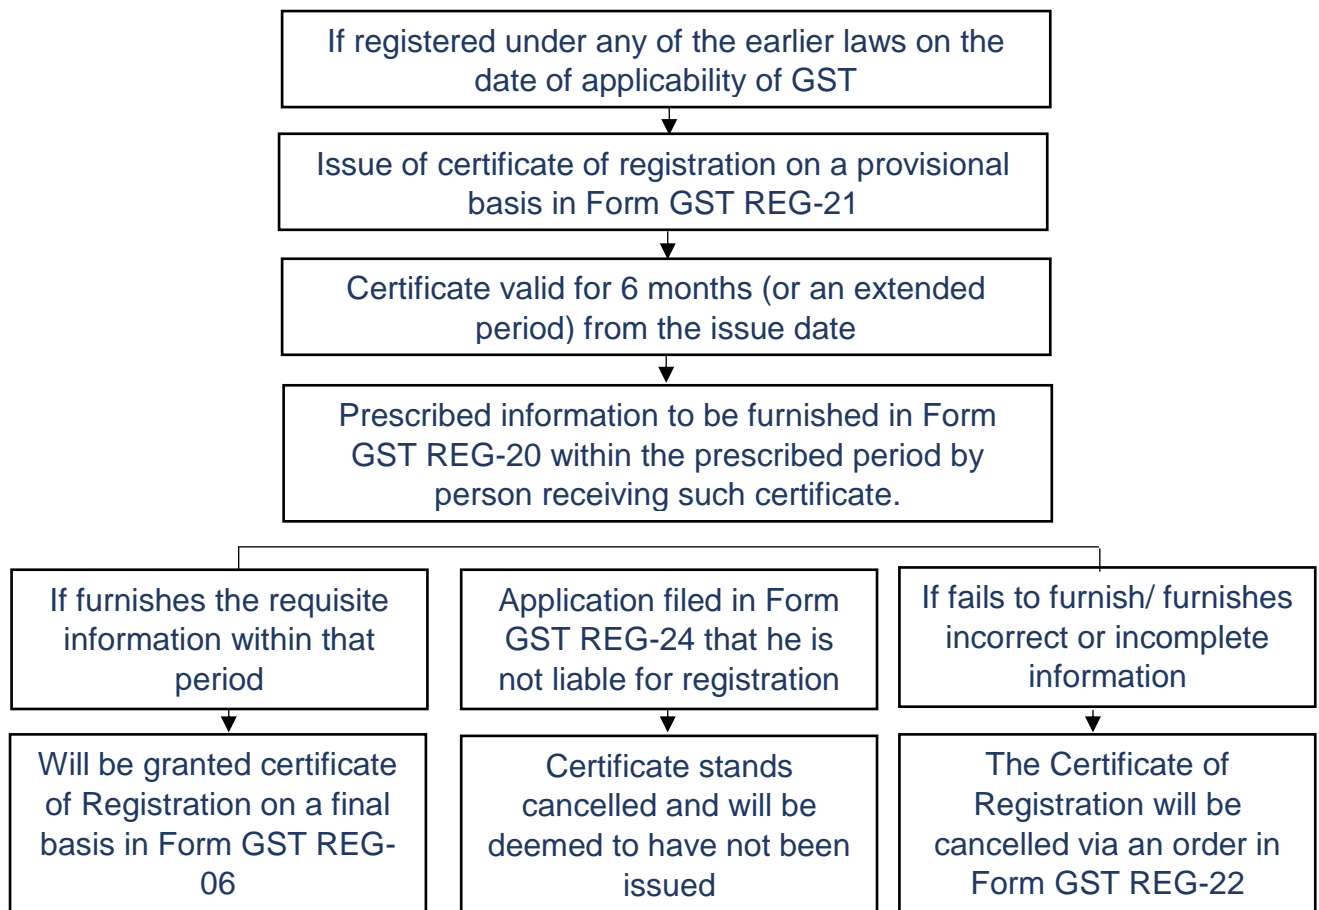 If registered under any of the earlier laws on the
date of applicability of GST
Issue of certificate of registration on a provisional
basis in Form GST REG-21
Certificate valid for 6 months (or an extended
period) from the issue date
Prescribed information to be furnished in Form
GST REG-20 within the prescribed period by
person receiving such certificate.
If furnishes the requisite
information within that
period
Application filed in Form
GST REG-24 that he is
not liable for registration
If fails to furnish/ furnishes
incorrect or incomplete
information
Will be granted certificate
of Registration on a final
basis in Form GST REG-
06
Certificate stands
cancelled and will be
deemed to have not been
issued
The Certificate of
Registration will be
cancelled via an order in
Form GST REG-22